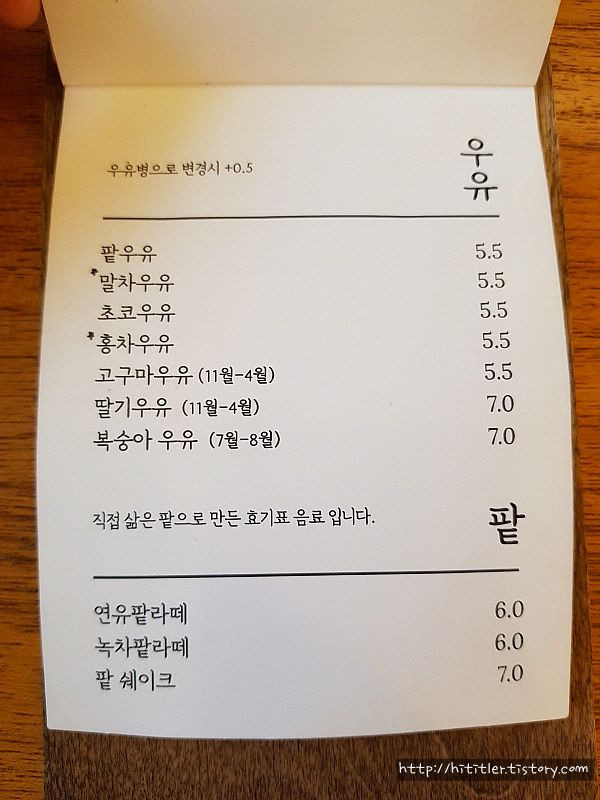 우유
우유병으로 변경시 +0.5
팥우유 5.5
*말차우유 5.5
초코우유 5.5
*홍차우유 5.5
고구마우유 (11월-4월) 5.5
딸기우유 (11월-4월) 7.0
복숭아 우유 (7월-8월) 7.0
직접 삶은 팥으로 만든 효기표 음료 입니다.
팥
연유팥라떼 6.0
녹차팥라떼 6.0
팥 쉐이크 7.0
http://hititler.tistory.com